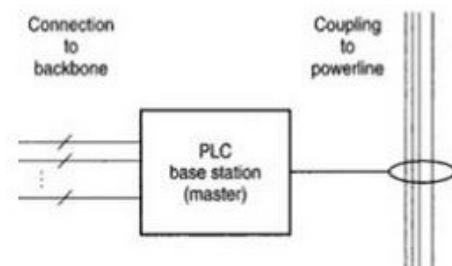 Connection
to
backbone
Coupling
to
powerline
PLC
base station
(master)